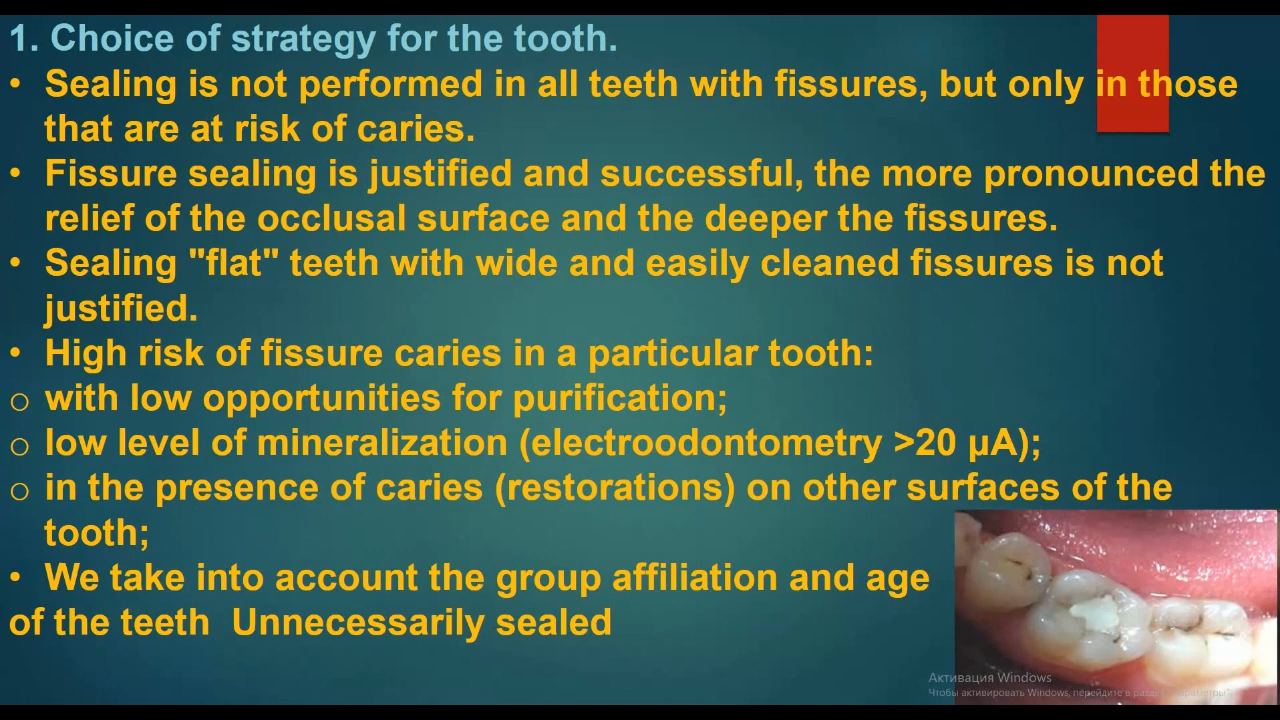 1. Choice of strategy for the tooth.
• Sealing is not performed in all teeth with fissures, but only in those
that are at risk of caries.
• Fissure sealing is justified and successful, the more pronounced the
relief of the occlusal surface and the deeper the fissures.
• Sealing "flat" teeth with wide and easily cleaned fissures is not
justified.
• High risk of fissure caries in a particular tooth:
o with low opportunities for purification;
o low level of mineralization (electroodontometry >20 µA);
o in the presence of caries (restorations) on other surfaces of the
tooth;
• We take into account the group affiliation and age
of the teeth Unnecessarily sealed
Активация Windows
Чтобы активировать Windows, перейдите в раздел "Параметры".